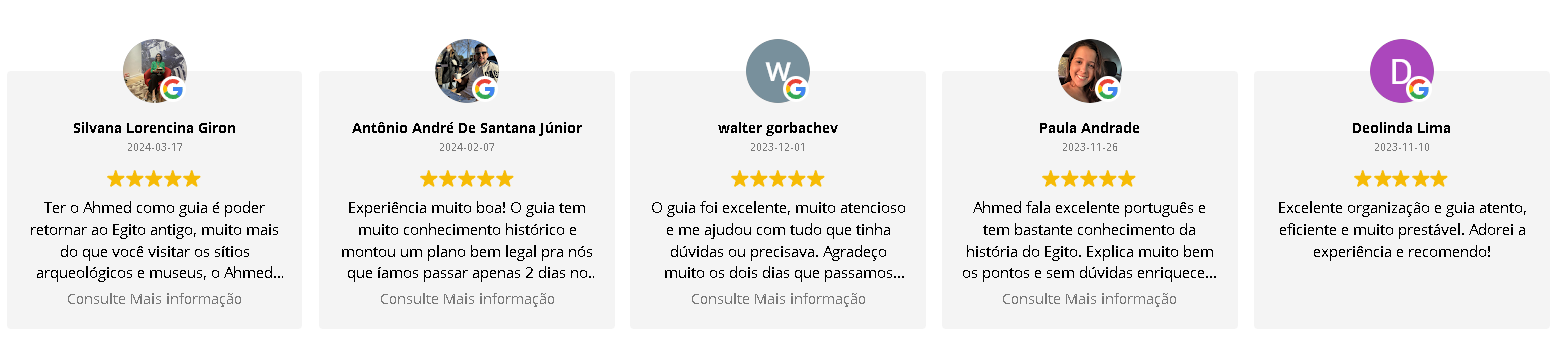 Silvana Lorencina Giron
2024-03-17
Ter o Ahmed como guia é poder
retornar ao Egito antigo, muito mais
do que você visitar os sítios
arqueológicos e museus, o Ahmed...
Consulte Mais informação
Antônio André De Santana Júnior
2024-02-07
Experiência muito boa! O guia tem
muito conhecimento histórico e
montou um plano bem legal pra nós
que íamos passar apenas 2 dias no..
Consulte Mais informação
W
walter gorbachev
2023-12-01
O guia foi excelente, muito atencioso
e me ajudou com tudo que tinha
dúvidas ou precisava. Agradeço
muito os dois dias que passamos...
Consulte Mais informação
Paula Andrade
2023-11-26
Ahmed fala excelente português e
tem bastante conhecimento da
história do Egito. Explica muito bem
os pontos e sem dúvidas enriquece...
Consulte Mais informação
D
Deolinda Lima
2023-11-10
Excelente organização e guia atento,
eficiente e muito prestável. Adorei a
experiência e recomendo!